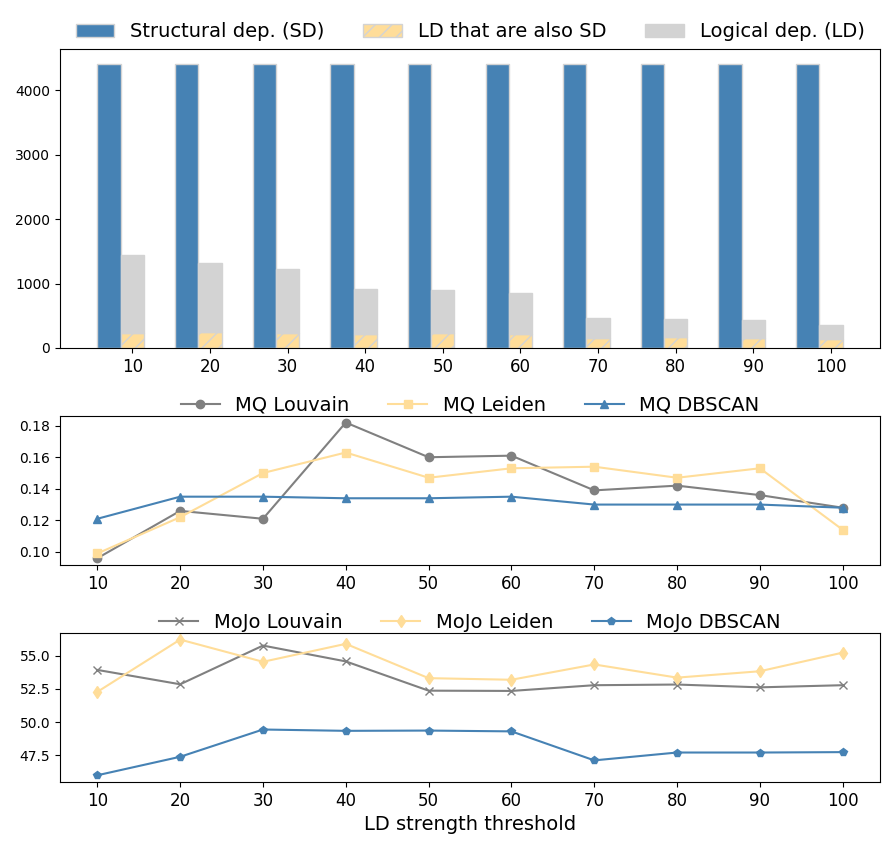 Structural dep. (SD) LD that are also SD Logical dep. (LD)
4000
3000
2000
1000
0
10 20 30 40 50 60 70 80 90 100
MQ Louvain MQ Leiden MQ DBSCAN
0.18
0.16
0.14
0.12
0.10
10 20 30 40 50 60 70 80 90 100
MoJo Louvain MoJo Leiden MoJo DBSCAN
55.0
52.5
50.0
47.5
10 20 30 40 50 60 70 80 90 100
LD strength threshold